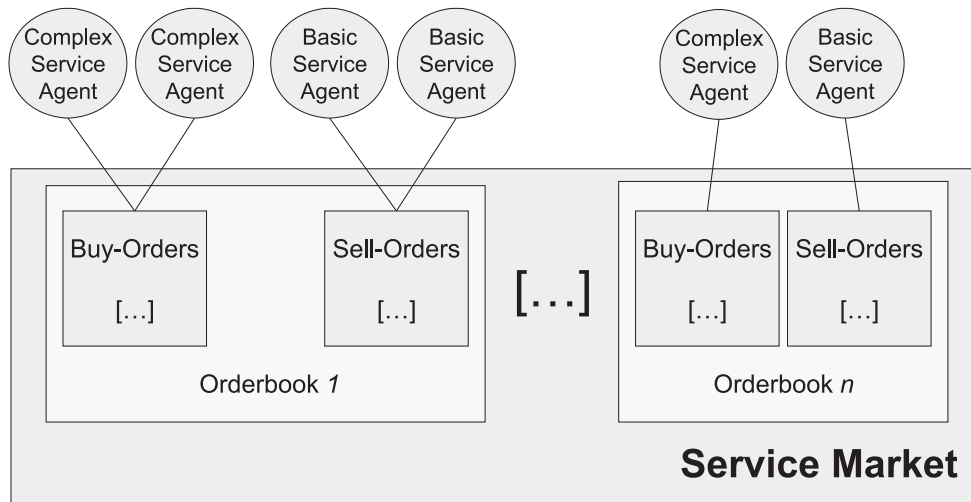 Complex
Service
Agent
Complex
Service
Agent
Basic
Service
Agent
Basic
Service
Agent
Complex
Service
Agent
Basic
Service
Agent
Buy-Orders
[...]
Sell-Orders
[...]
Orderbook 1
[...]
Buy-Orders
[...]
Sell-Orders
[...]
Orderbook n
Service Market